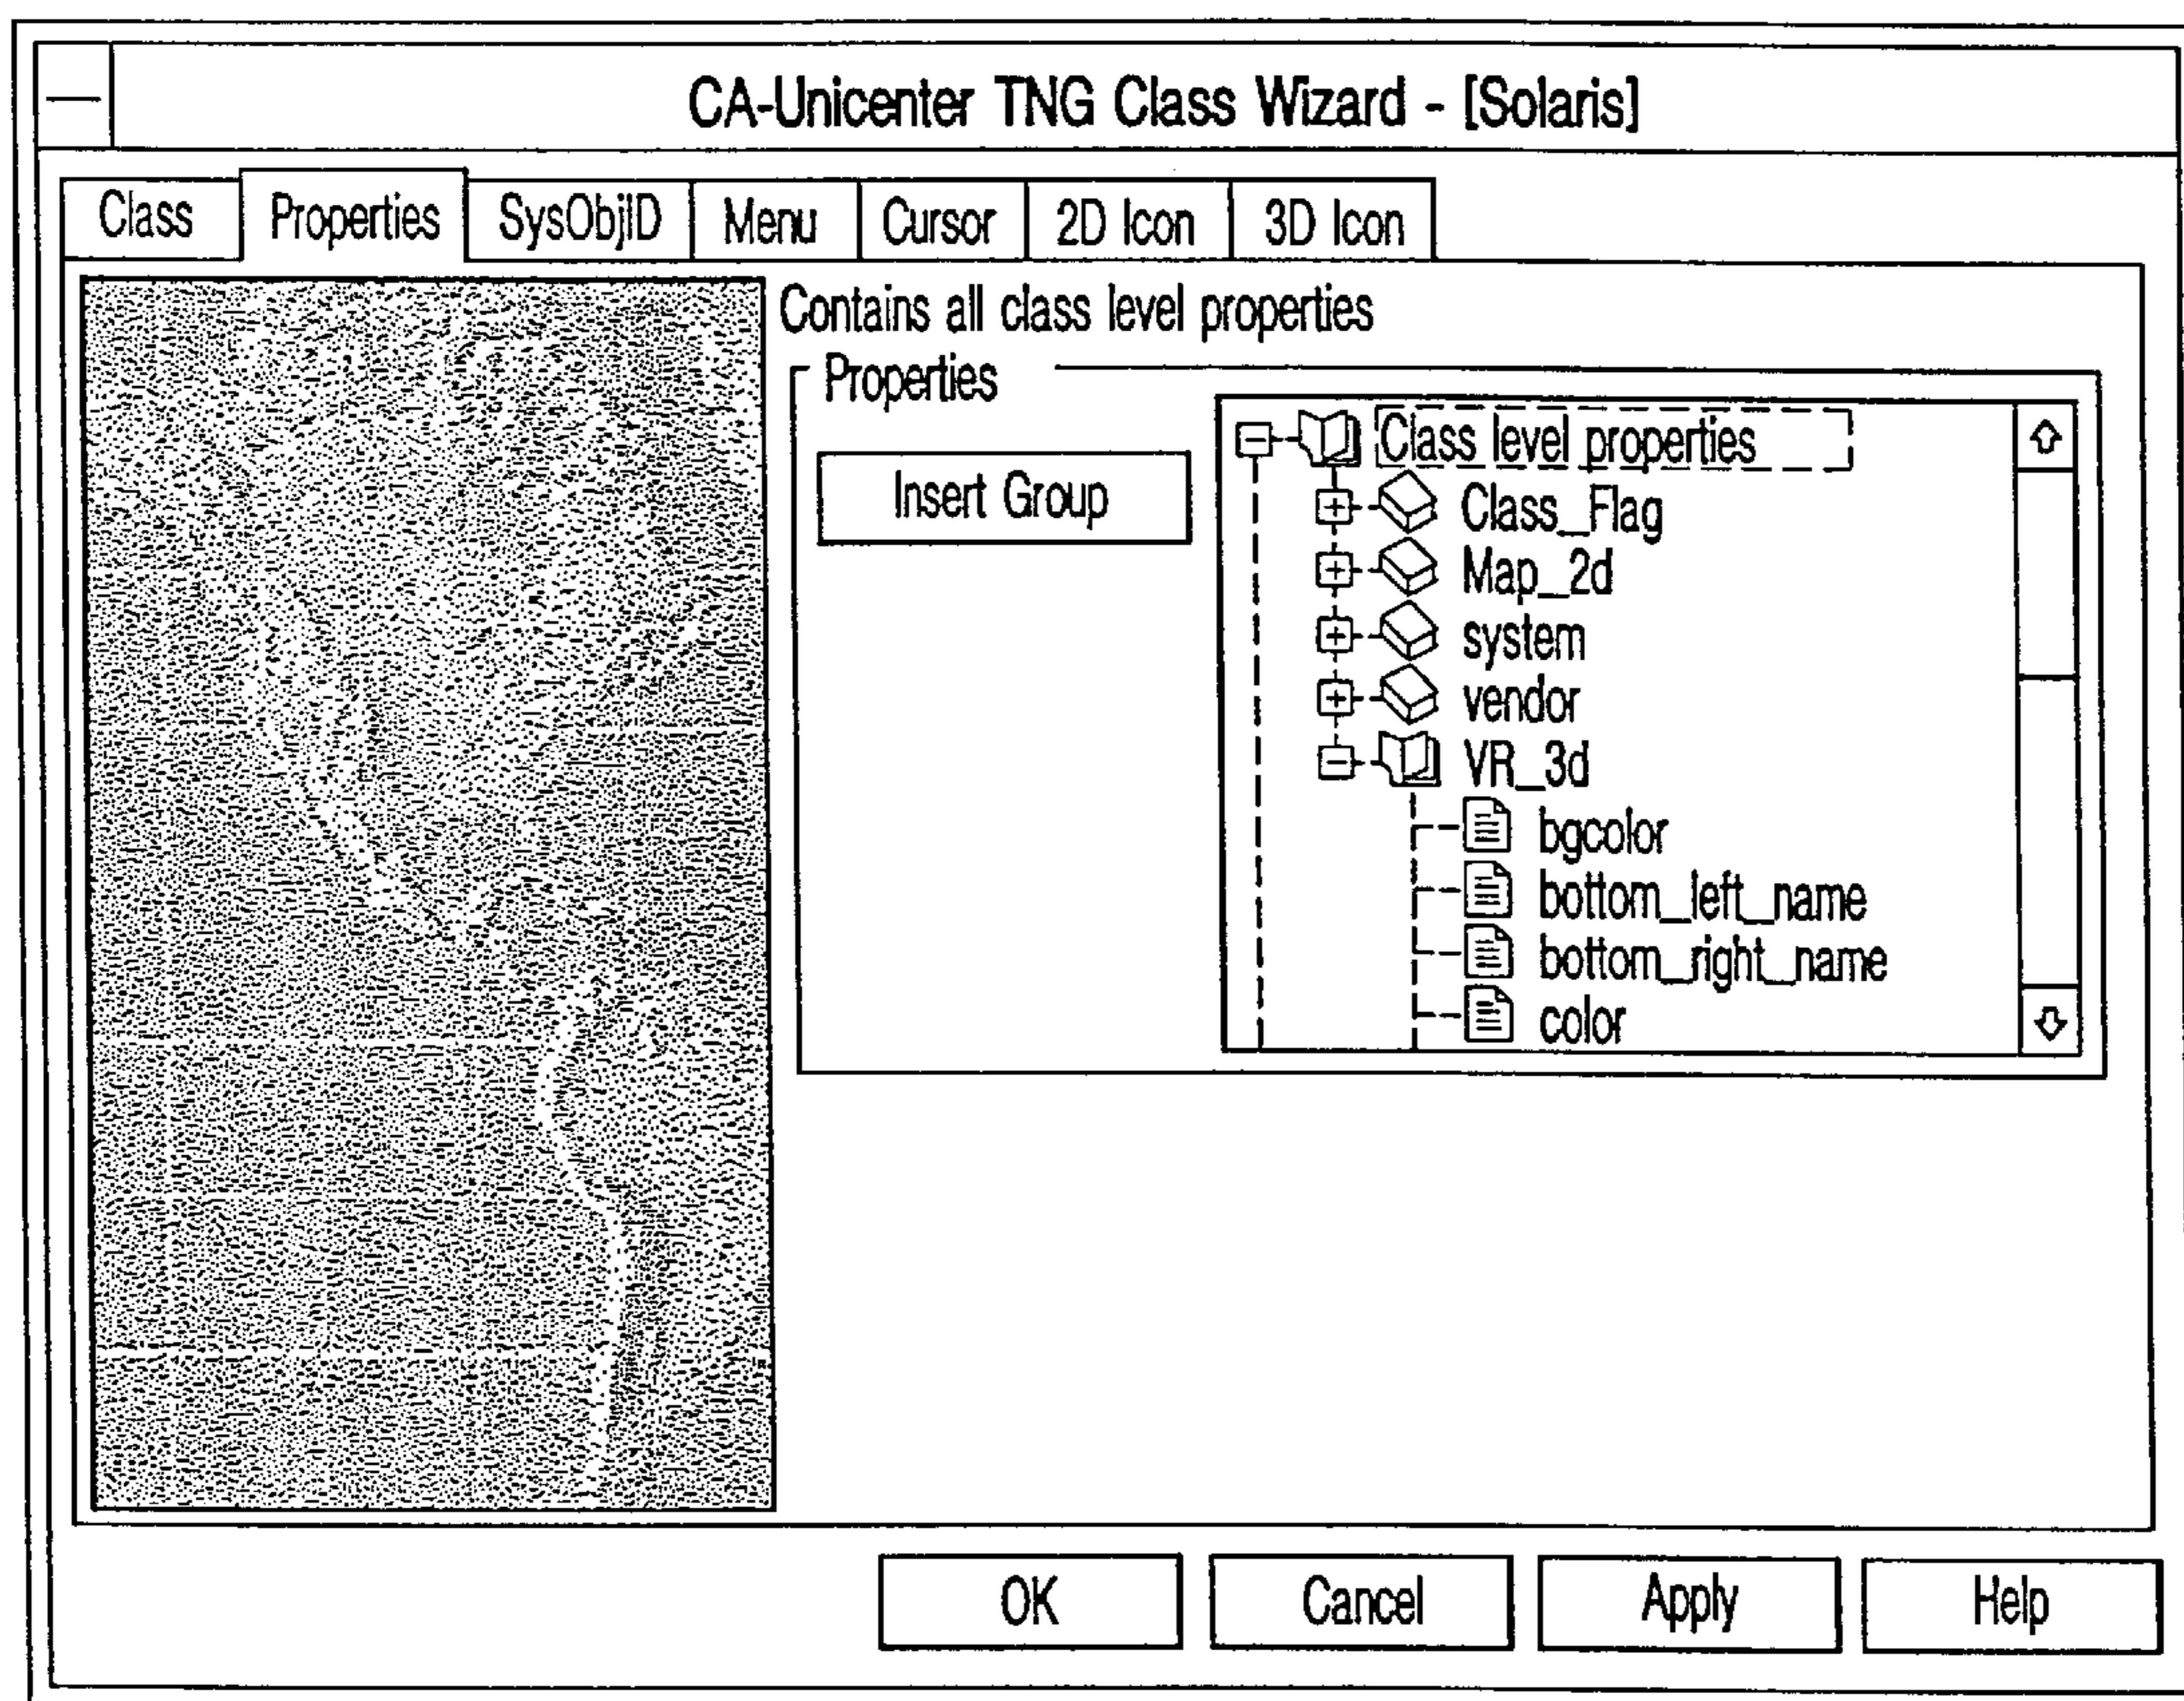 CA-Unicenter TNG Class Wizard - [Solaris]
Class Properties SysObjID Menu Cursor 2D Icon 3D Icon
Contains all class level properties
Properties
Insert Group
Class level properties
Class_Flag
Map_2d
system
vendor
VR_3d
bgcolor
bottom_left_name
bottom_right_name
color
OK Cancel Apply Help